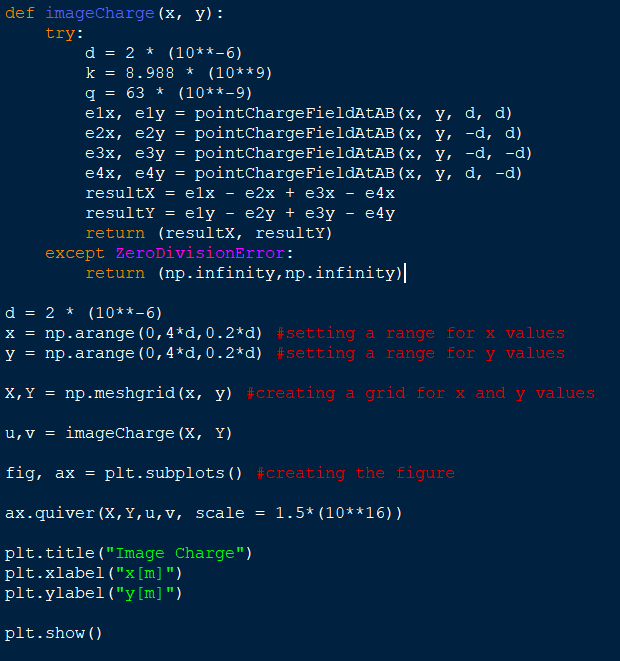 def imageCharge(x, y):
    try:
        d = 2 * (10**-6)
        k = 8.988 * (10**9)
        q = 63 * (10**-9)
        e1x, e1y = pointChargeFieldAtAB(x, y, d, d)
        e2x, e2y = pointChargeFieldAtAB(x, y, -d, d)
        e3x, e3y = pointChargeFieldAtAB(x, y, -d, -d)
        e4x, e4y = pointChargeFieldAtAB(x, y, d, -d)
        resultX = e1x - e2x + e3x - e4x
        resultY = e1y - e2y + e3y - e4y
        return (resultX, resultY)
    except ZeroDivisionError:
        return (np.infinity,np.infinity)

d = 2 * (10**-6)
x = np.arange(0,4*d,0.2*d) #setting a range for x values
y = np.arange(0,4*d,0.2*d) #setting a range for y values

X,Y = np.meshgrid(x, y) #creating a grid for x and y values

u,v = imageCharge(X, Y)

fig, ax = plt.subplots() #creating the figure

ax.quiver(X,Y,u,v, scale = 1.5*(10**16))

plt.title("Image Charge")
plt.xlabel("x[m]")
plt.ylabel("y[m]")

plt.show()